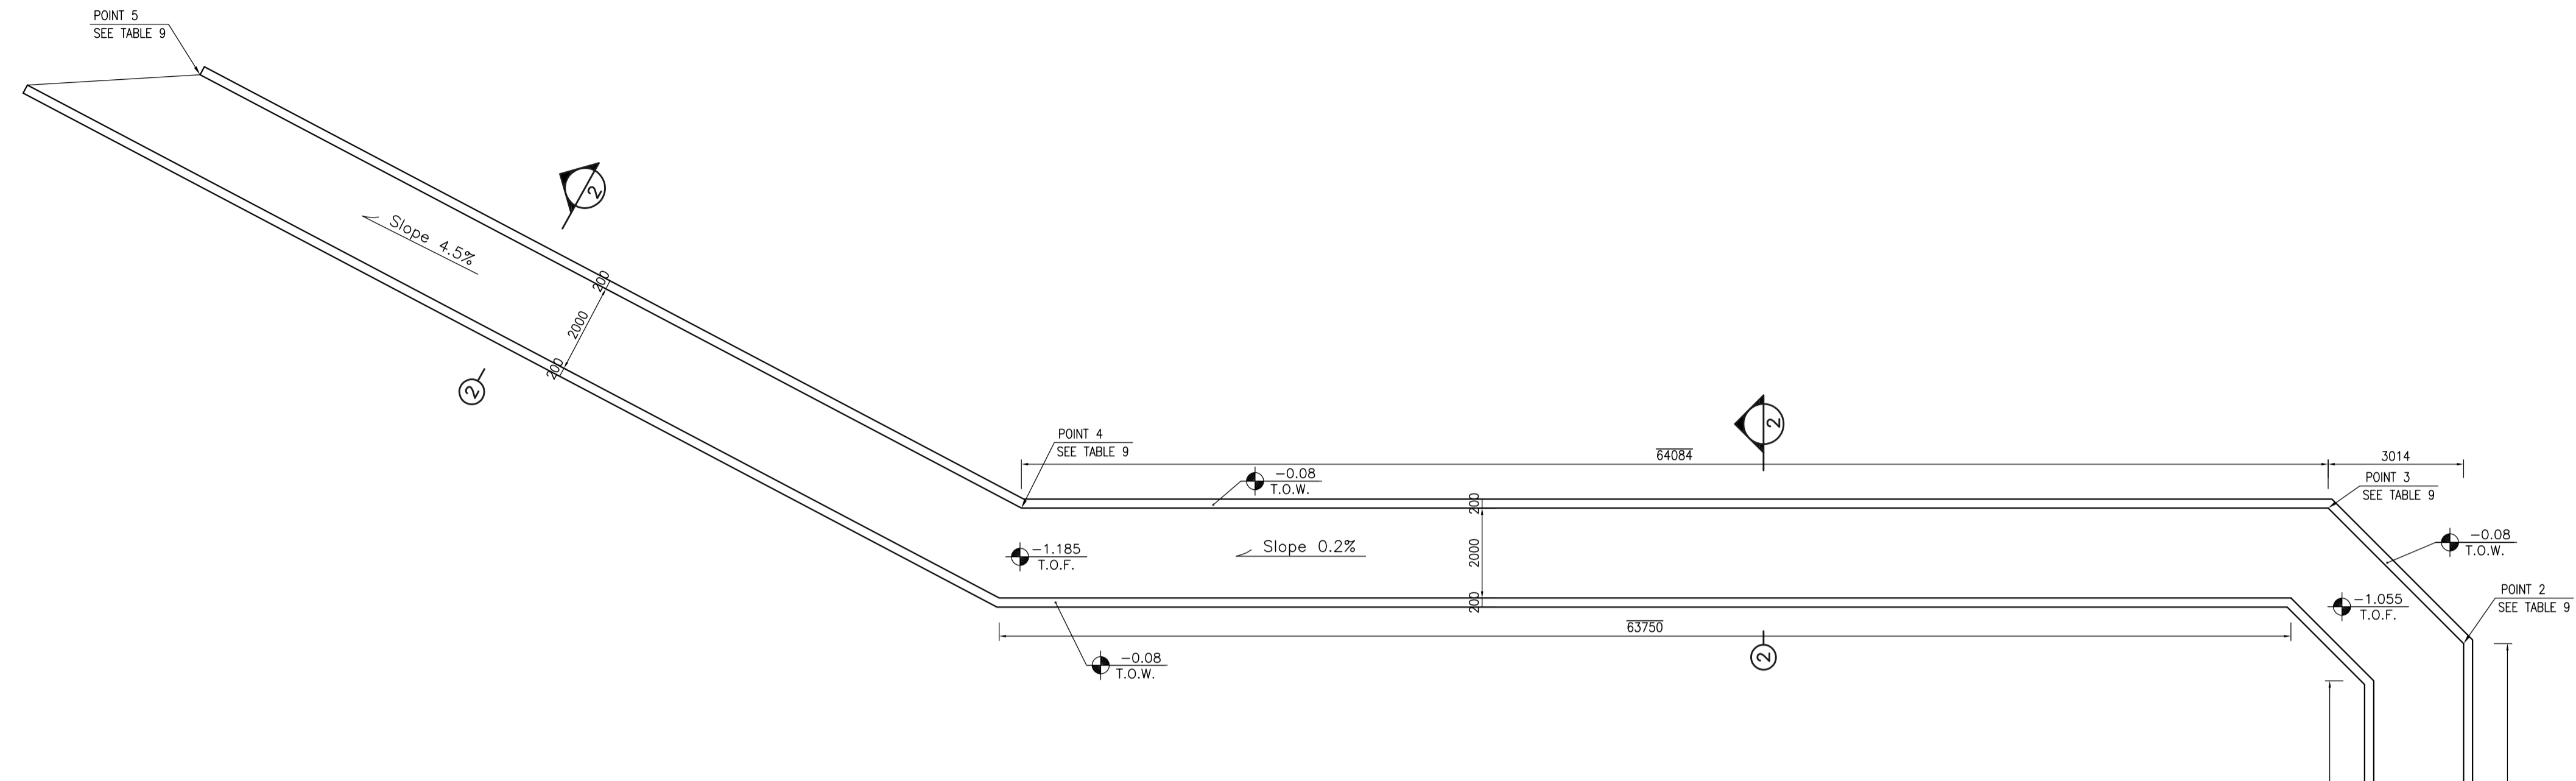 POINT 5
SEE TABLE 9
2
Slope 4.5%
200
2000
200
2
POINT 4
SEE TABLE 9
64084
2
3014
POINT 3
SEE TABLE 9
-0.08
T.O.W.
200
-1.185
T.O.F.
Slope 0.2%
2000
-0.08
T.O.W.
200
POINT 2
SEE TABLE 9
-1.055
T.O.F.
63750
2
-0.08
T.O.W.